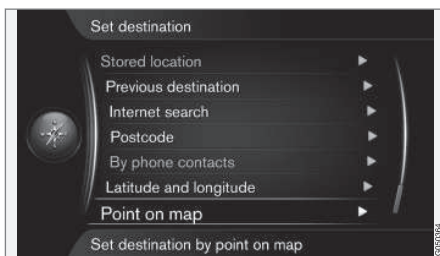 Set destination
Stored location
Previous destination
Internet search
Postcode
By phone contacts
Latitude and longitude
Point on map
Set destination by point on map
G050364